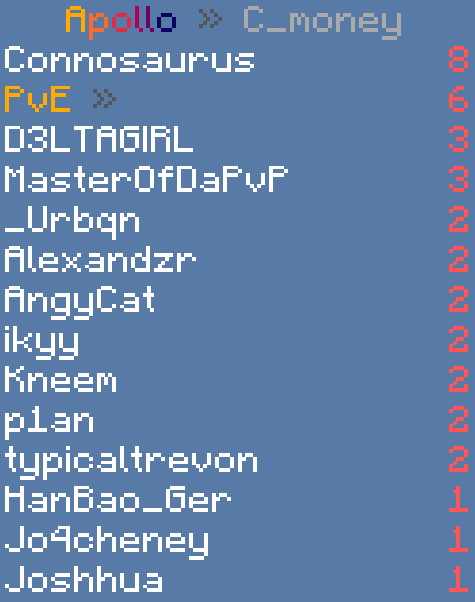 Apollo » C_money
Connosaurus 8
PvE » 6
D3LTAGIRL 3
MasterOfDaPvP 3
_Urbqn 2
Alexandzr 2
AngyCat 2
ikyy 2
Kneem 2
p1an 2
typicaltrevon 2
HanBao_Ger 1
Jo9cheney 1
Joshhua 1